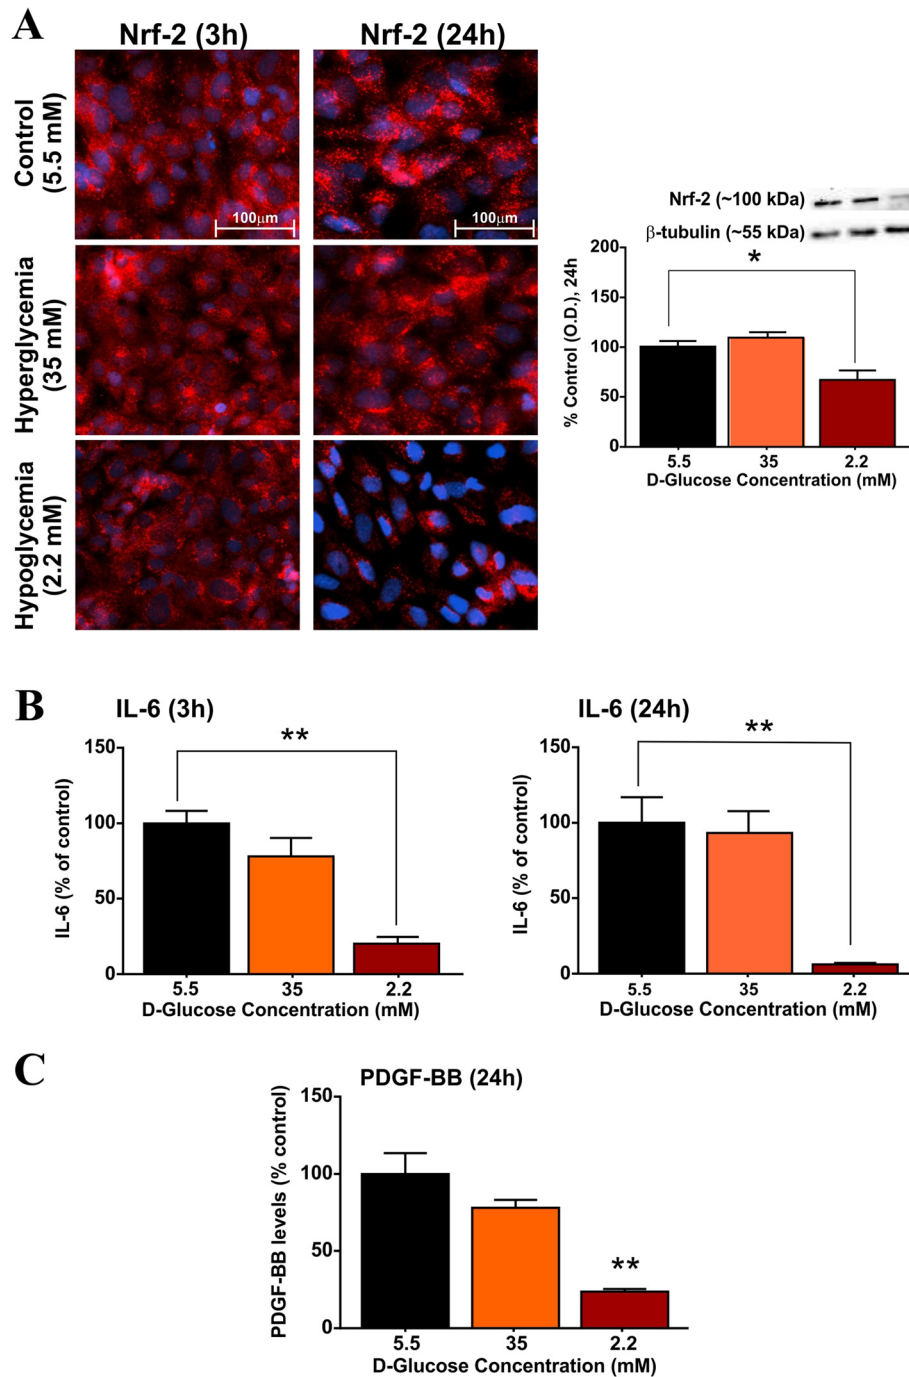 A
Nrf-2 (3h)
Nrf-2 (24h)
Control
(5.5 mM)
100µm
100µm
Hyperglycemia
(35 mM)
Hypoglycemia
(2.2 mM)
Nrf-2 (~100 kDa)
β-tubulin (~55 kDa)
% Control (O.D.), 24h
200
150
100
50
0
*
5.5 35 2.2
D-Glucose Concentration (mM)
B
IL-6 (3h)
IL-6 (% of control)
150
100
50
0
**
5.5 35 2.2
D-Glucose Concentration (mM)
IL-6 (24h)
IL-6 (% of control)
150
100
50
0
**
5.5 35 2.2
D-Glucose Concentration (mM)
C
PDGF-BB (24h)
PDGF-BB levels (% control)
150
100
50
0
**
5.5 35 2.2
D-Glucose Concentration (mM)